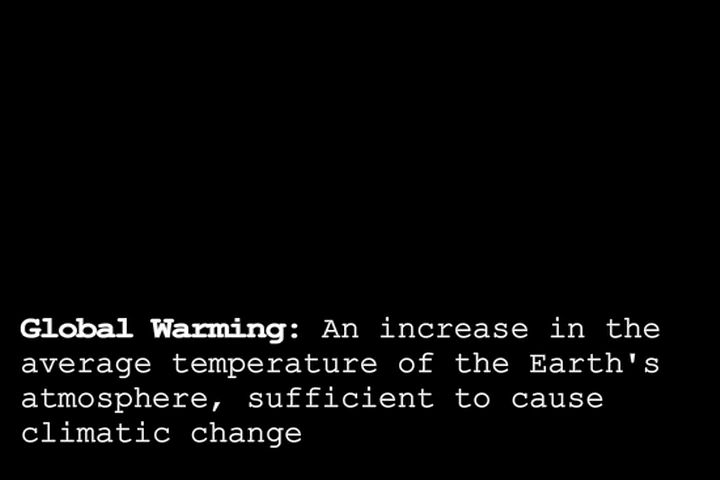 Global Warming: An increase in the
average temperature of the Earth's
atmosphere, sufficient to cause
climatic change